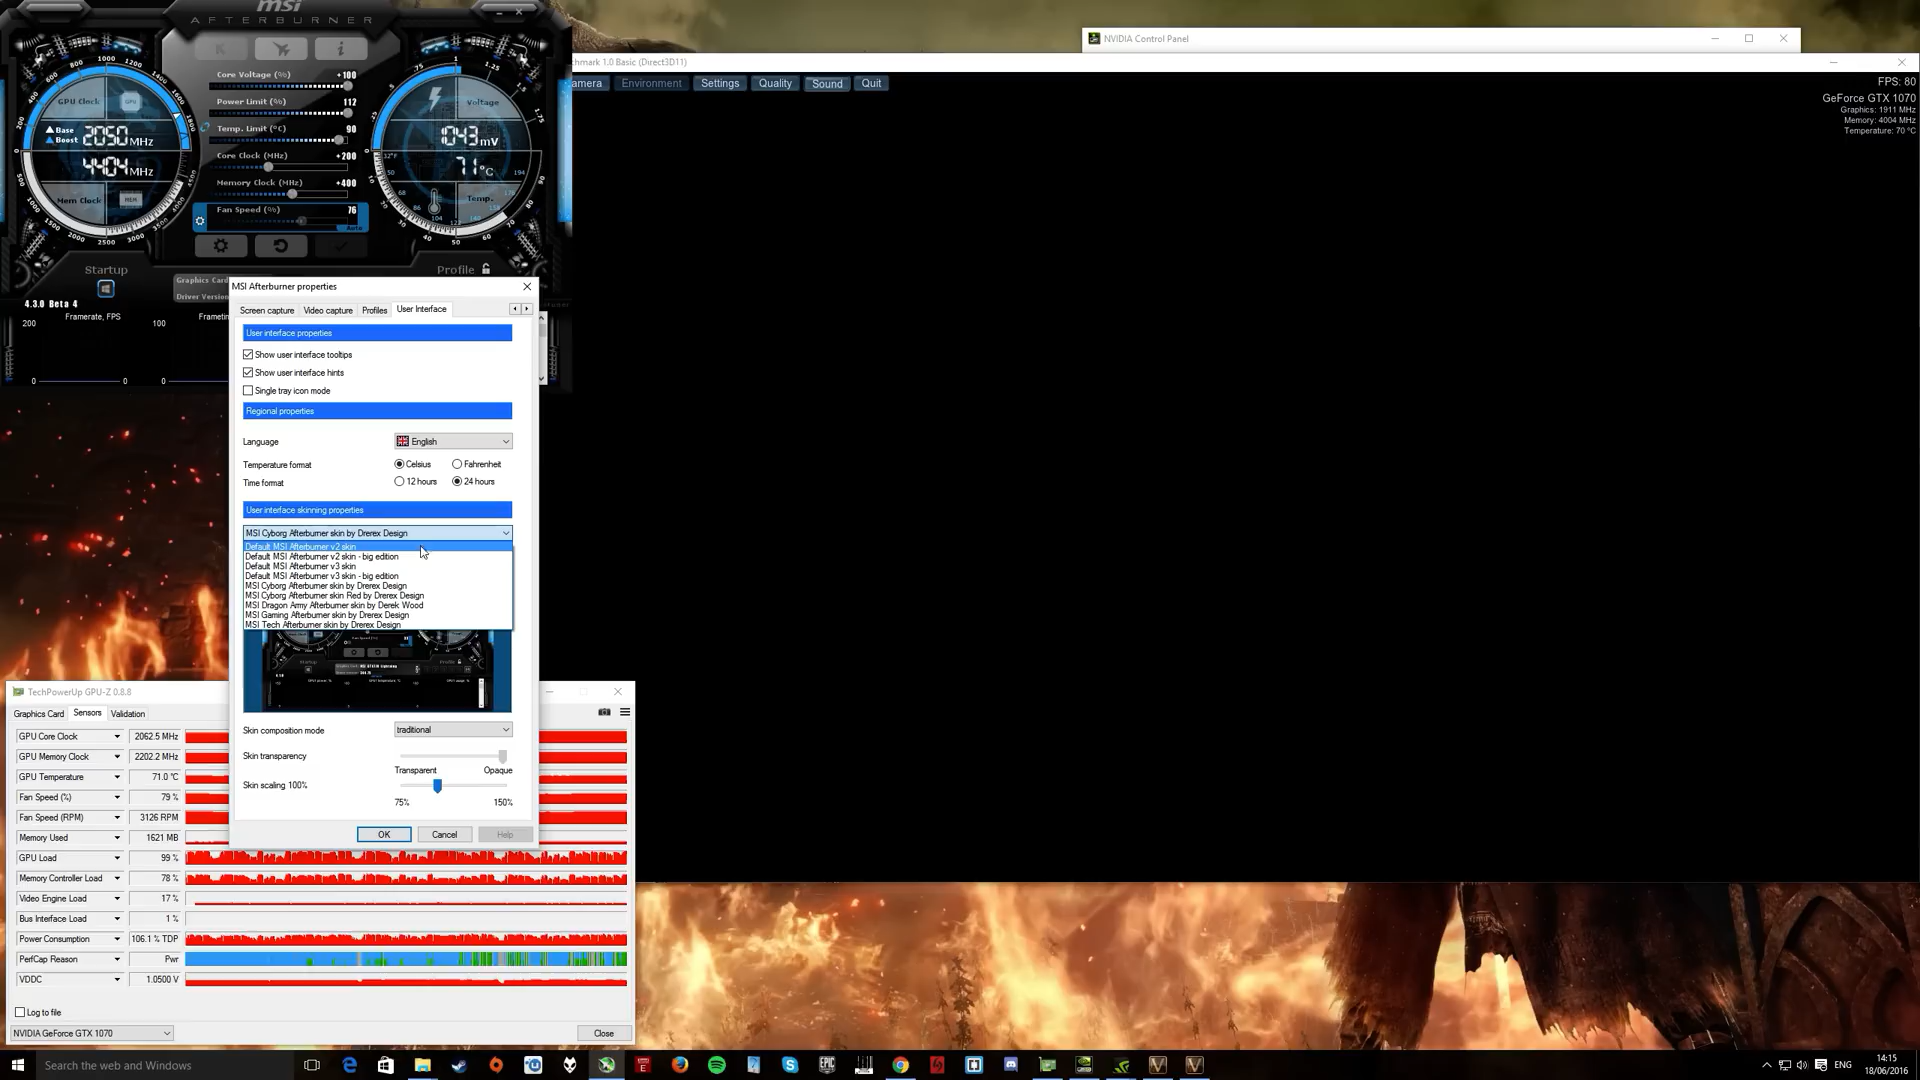 msi
AFTERBURNER
Core Voltage (%) +100
Power Limit (%) 112
Temp. Limit (°C) 90
Core Clock (MHz) +200
Memory Clock (MHz) +400
Fan Speed (%) 76
Auto
GPU Clock
GPU
Base
Boost
2050 MHz
4404 MHz
Mem Clock
MEM
Voltage
1043 mV
71 °C
Temp.
Startup
Profile
Graphics Card
Driver Version
4.3.0 Beta 4
Framerate, FPS
200
0 0
100
0
NVIDIA Control Panel
chmark 1.0 Basic (Direct3D11)
amera Environment Settings Quality Sound Quit
FPS: 80
GeForce GTX 1070
Graphics: 1911 MHz
Memory: 4004 MHz
Temperature: 70 °C
MSI Afterburner properties
Screen capture Video capture Profiles User Interface
User interface properties
Show user interface tooltips
Show user interface hints
Single tray icon mode
Regional properties
Language English
Temperature format Celsius Fahrenheit
Time format 12 hours 24 hours
User interface skinning properties
MSI Cyborg Afterburner skin by Drerex Design
Default MSI Afterburner v2 skin
Default MSI Afterburner v2 skin - big edition
Default MSI Afterburner v3 skin
Default MSI Afterburner v3 skin - big edition
MSI Cyborg Afterburner skin by Drerex Design
MSI Cyborg Afterburner skin Red by Drerex Design
MSI Dragon Army Afterburner skin by Derek Wood
MSI Gaming Afterburner skin by Drerex Design
MSI Tech Afterburner skin by Drerex Design
Skin composition mode traditional
Skin transparency
Transparent Opaque
Skin scaling 100%
75% 150%
OK Cancel Help
TechPowerUp GPU-Z 0.8.8
Graphics Card Sensors Validation
GPU Core Clock 2062.5 MHz
GPU Memory Clock 2202.2 MHz
GPU Temperature 71.0 °C
Fan Speed (%) 79 %
Fan Speed (RPM) 3126 RPM
Memory Used 1621 MB
GPU Load 99 %
Memory Controller Load 78 %
Video Engine Load 17 %
Bus Interface Load 1 %
Power Consumption 106.1 % TDP
PerfCap Reason Pwr
VDDC 1.0500 V
Log to file
NVIDIA GeForce GTX 1070 Close
Search the web and Windows
ENG
14:15
18/06/2016